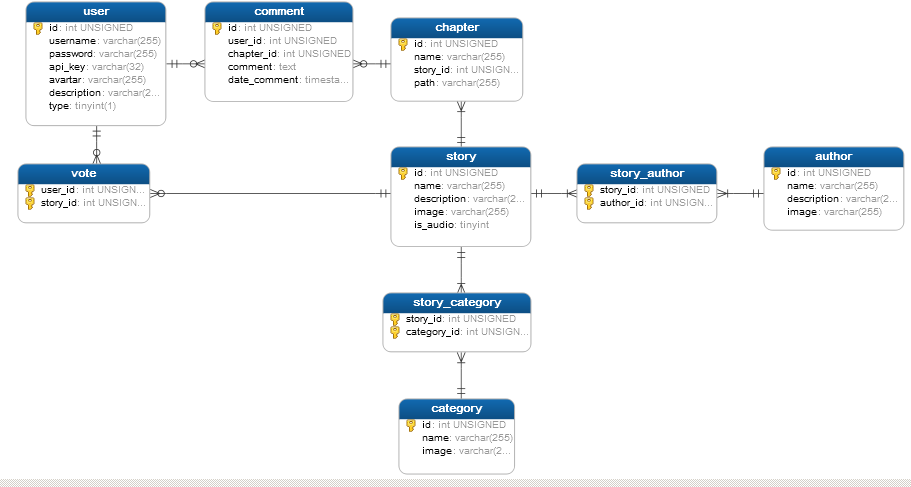 user
id: int UNSIGNED
username: varchar(255)
password: varchar(255)
api_key: varchar(32)
avartar: varchar(255)
description: varchar(2...
type: tinyint(1)
comment
id: int UNSIGNED
user_id: int UNSIGNED
chapter_id: int UNSIGNED
comment: text
date_comment: timesta...
chapter
id: int UNSIGNED
name: varchar(255)
story_id: int UNSIGN...
path: varchar(255)
vote
user_id: int UNSIGN...
story_id: int UNSIGN...
story
id: int UNSIGNED
name: varchar(255)
description: varchar(2...
image: varchar(255)
is_audio: tinyint
story_author
story_id: int UNSIGNED
author_id: int UNSIGN...
author
id: int UNSIGNED
name: varchar(255)
description: varchar(2...
image: varchar(255)
story_category
story_id: int UNSIGNED
category_id: int UNSIGN...
category
id: int UNSIGNED
name: varchar(255)
image: varchar(2...